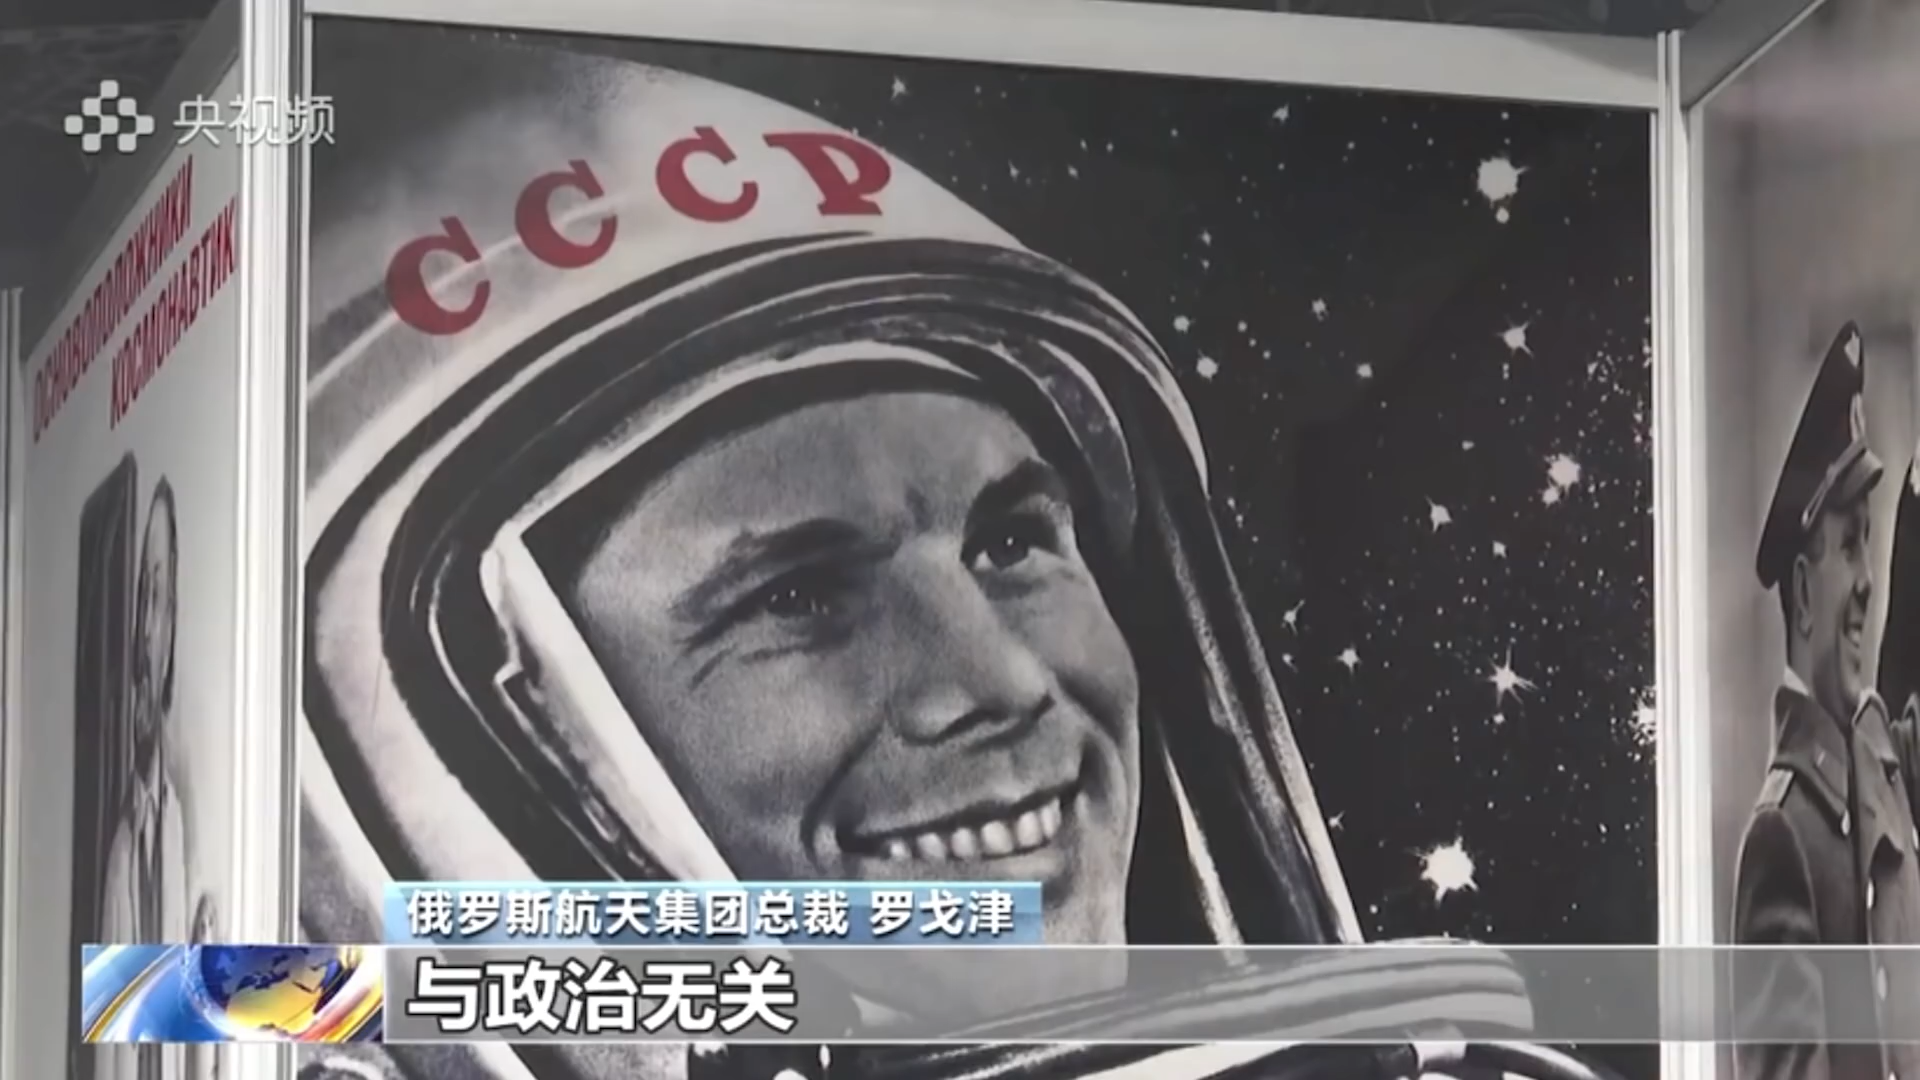 央视频
ОСНОВОПОЛОЖНИКИ
КОСМОНАВТИК
СССР
俄罗斯航天集团总裁 罗戈津
与政治无关